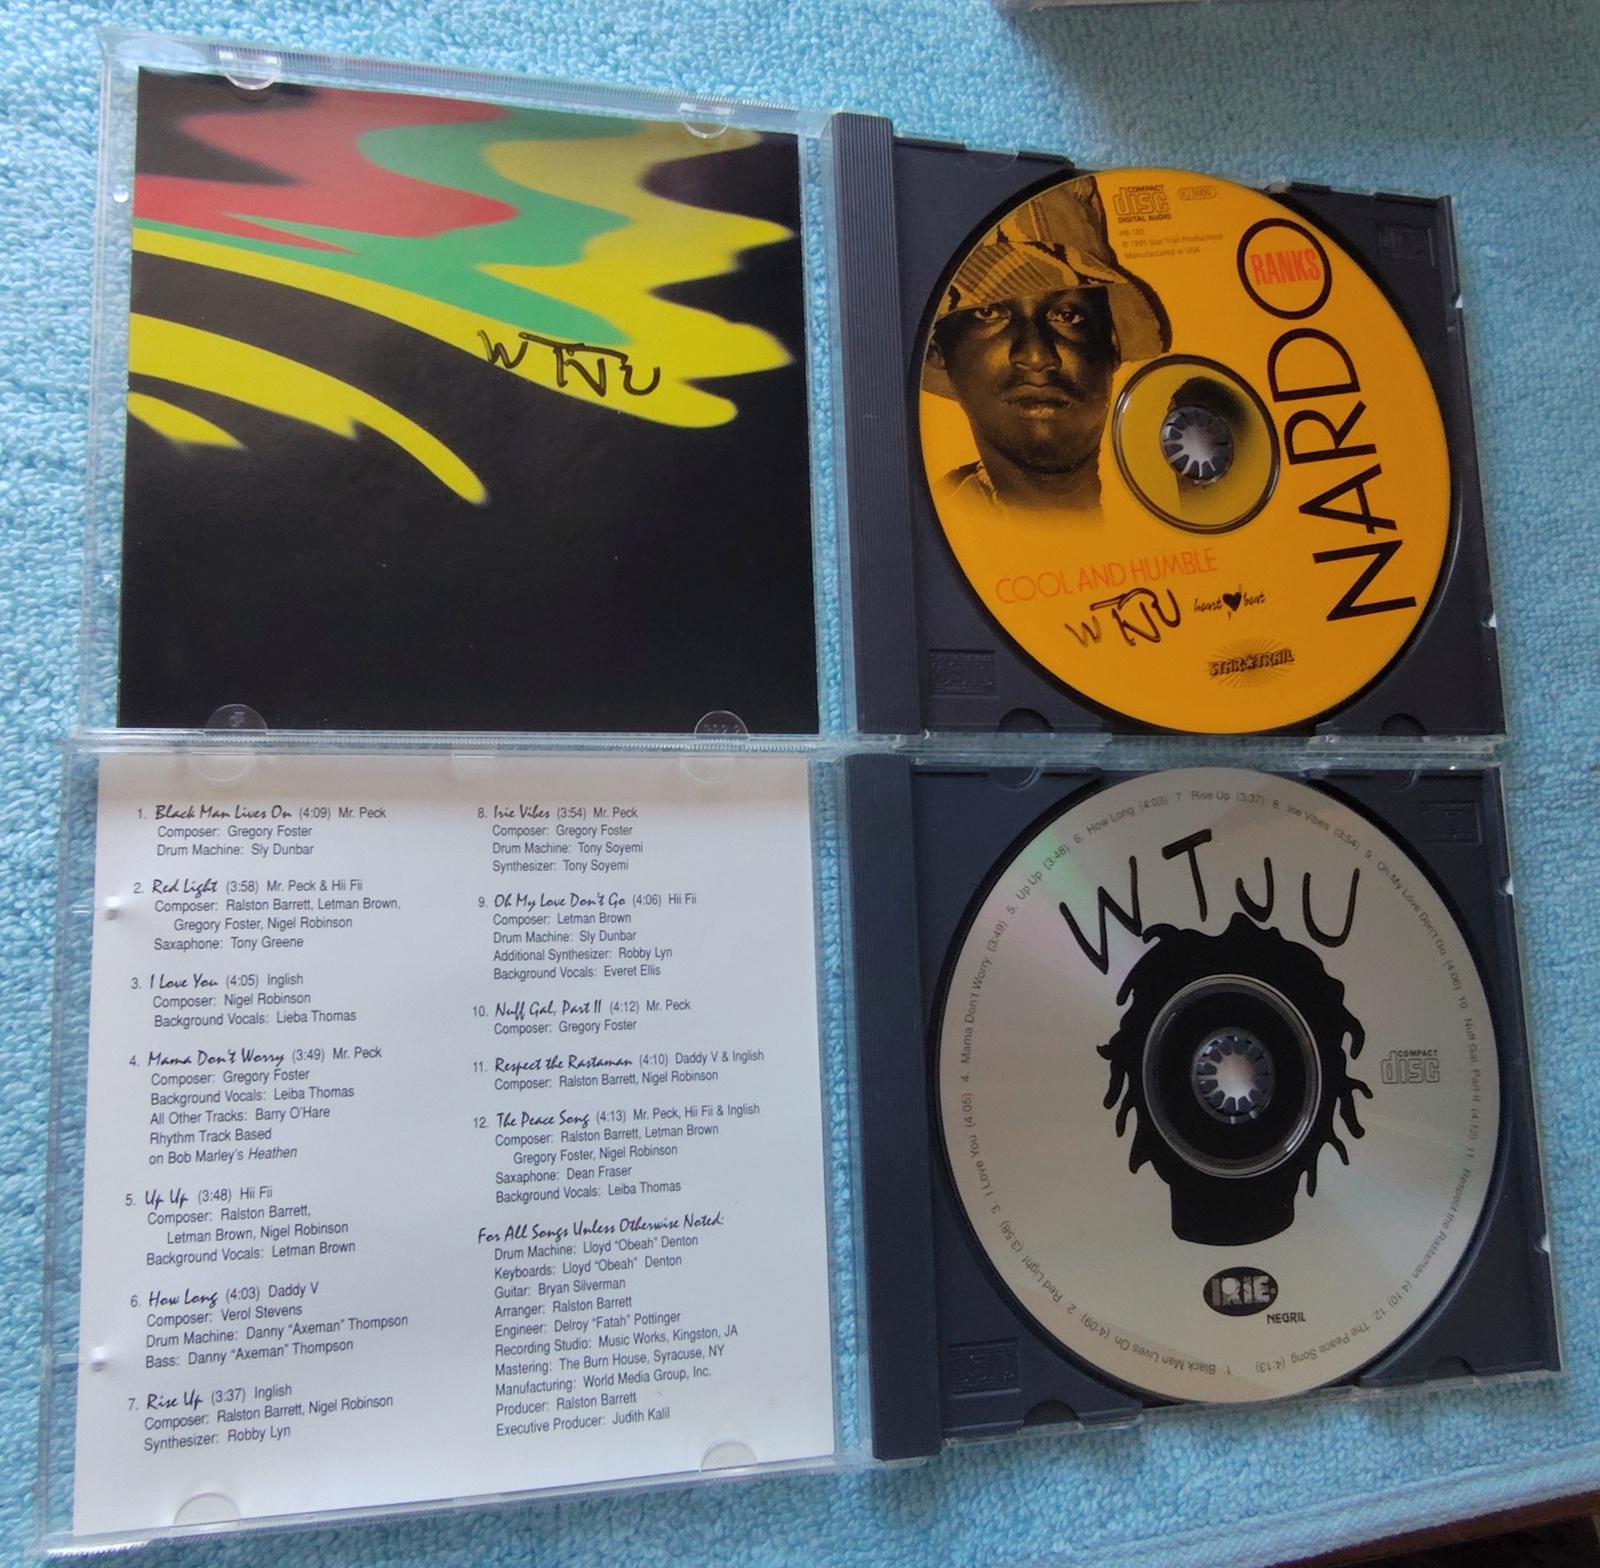 WTJU
COMPACT
disc
DIGITAL AUDIO
HB 183
1995 Star Trail Productions
Manufactured in USA
RANKS
NARDO
COOL AND HUMBLE
WTJU
heart beat
STAR TRAIL
1. Black Man Lives On (4:09) Mr. Peck
Composer: Gregory Foster
Drum Machine: Sly Dunbar
2. Red Light (3:58) Mr. Peck & Hii Fii
Composer: Ralston Barrett, Letman Brown,
Gregory Foster, Nigel Robinson
Saxaphone: Tony Greene
3. I Love You (4:05) Inglish
Composer: Nigel Robinson
Background Vocals: Lieba Thomas
4. Mama Don't Worry (3:49) Mr. Peck
Composer: Gregory Foster
Background Vocals: Leiba Thomas
All Other Tracks: Barry O'Hare
Rhythm Track Based
on Bob Marley's Heathen
5. Up Up (3:48) Hii Fii
Composer: Ralston Barrett,
Letman Brown, Nigel Robinson
Background Vocals: Letman Brown
6. How Long (4:03) Daddy V
Composer: Verol Stevens
Drum Machine: Danny "Axeman" Thompson
Bass: Danny "Axeman" Thompson
7. Rise Up (3:37) Inglish
Composer: Ralston Barrett, Nigel Robinson
Synthesizer: Robby Lyn
8. Irie Vibes (3:54) Mr. Peck
Composer: Gregory Foster
Drum Machine: Tony Soyemi
Synthesizer: Tony Soyemi
9. Oh My Love Don't Go (4:06) Hii Fii
Composer: Letman Brown
Drum Machine: Sly Dunbar
Additional Synthesizer: Robby Lyn
Background Vocals: Everet Ellis
10. Nuff Gal, Part II (4:12) Mr. Peck
Composer: Gregory Foster
11. Respect the Rastaman (4:10) Daddy V & Inglish
Composer: Ralston Barrett, Nigel Robinson
12. The Peace Song (4:13) Mr. Peck, Hii Fii & Inglish
Composer: Ralston Barrett, Letman Brown
Gregory Foster, Nigel Robinson
Saxaphone: Dean Fraser
Background Vocals: Leiba Thomas
For All Songs Unless Otherwise Noted:
Drum Machine: Lloyd "Obeah" Denton
Keyboards: Lloyd "Obeah" Denton
Guitar: Bryan Silverman
Arranger: Ralston Barrett
Engineer: Delroy "Fatah" Pottinger
Recording Studio: Music Works, Kingston, JA
Mastering: The Burn House, Syracuse, NY
Manufacturing: World Media Group, Inc.
Producer: Ralston Barrett
Executive Producer: Judith Kalil
WTJU
1. Black Man Lives On (4:09) 2. Red Light (3:58) 3. I Love You (4:05) 4. Mama Don't Worry (3:49) 5. Up Up (3:48) 6. How Long (4:03) 7 Rise Up (3:37) 8. Irie Vibes (3:54) 9. Oh My Love Don't Go (4:06) 10. Nuff Gal, Part II (4:12) 11. Respect the Rastaman (4:10) 12. The Peace Song (4:13)
COMPACT
disc
IRIE
NEGRIL